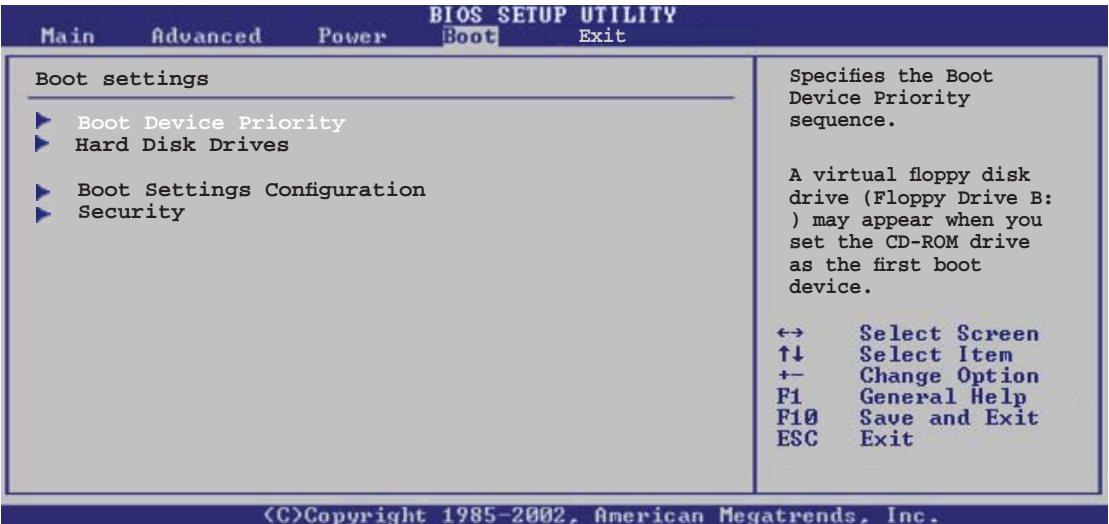 BIOS SETUP UTILITY
Main Advanced Power Boot Exit
Boot settings
Boot Device Priority
Hard Disk Drives
Boot Settings Configuration
Security
Specifies the Boot
Device Priority
sequence.
A virtual floppy disk
drive (Floppy Drive B:
) may appear when you
set the CD-ROM drive
as the first boot
device.
←→ Select Screen
↑↓ Select Item
+- Change Option
F1 General Help
F10 Save and Exit
ESC Exit
(C)Copyright 1985-2002, American Megatrends, Inc.